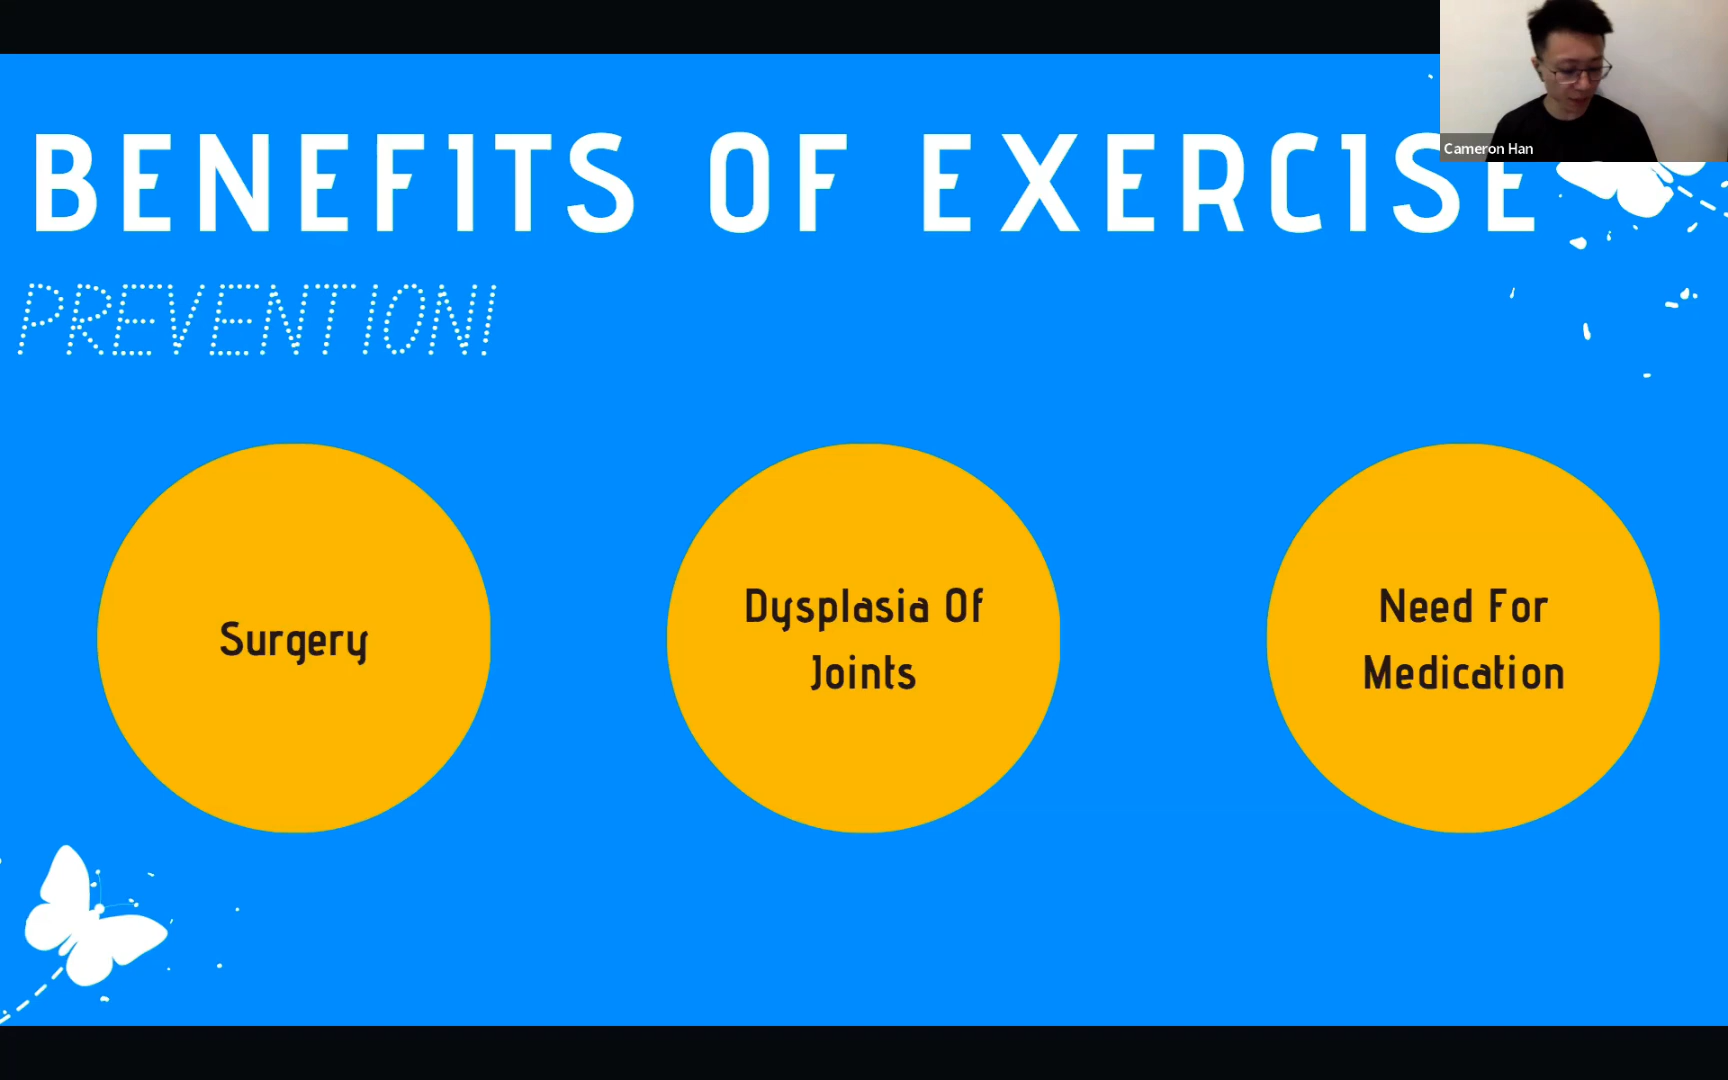 BENEFITS OF EXERCISE
Cameron Han
PREVENTION!
Surgery
Dysplasia Of
Joints
Need For
Medication